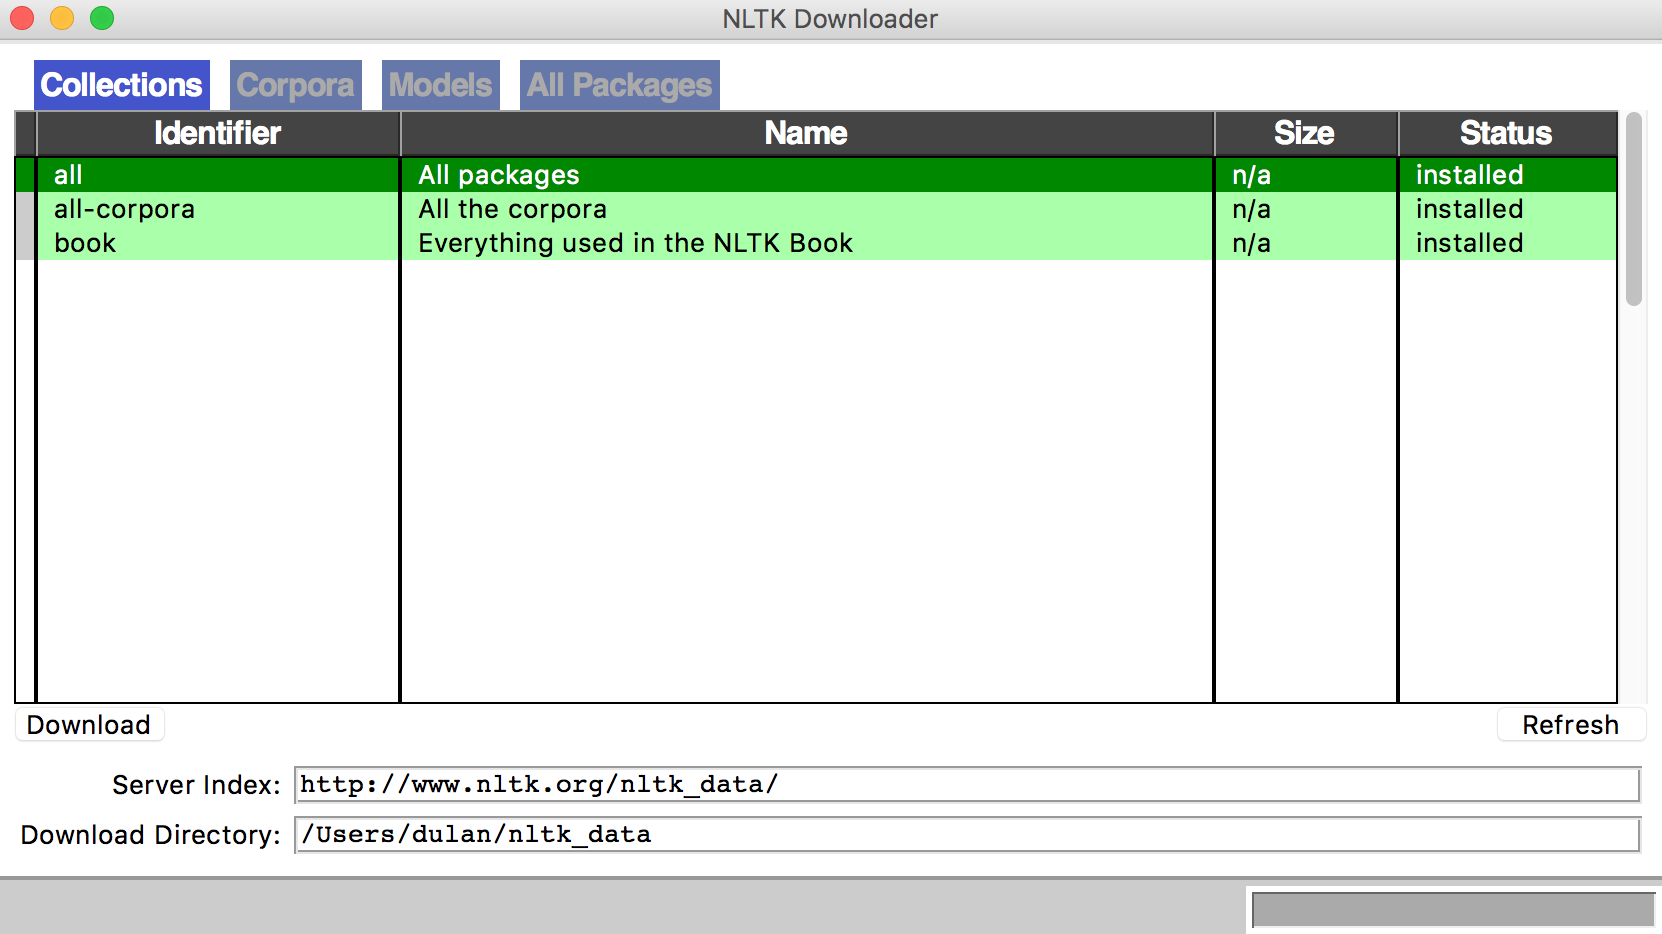 NLTK Downloader
Collections Corpora Models All Packages
Identifier Name Size Status
all All packages n/a installed
all-corpora All the corpora n/a installed
book Everything used in the NLTK Book n/a installed
Download Refresh
Server Index: http://www.nltk.org/nltk_data/
Download Directory: /Users/dulan/nltk_data